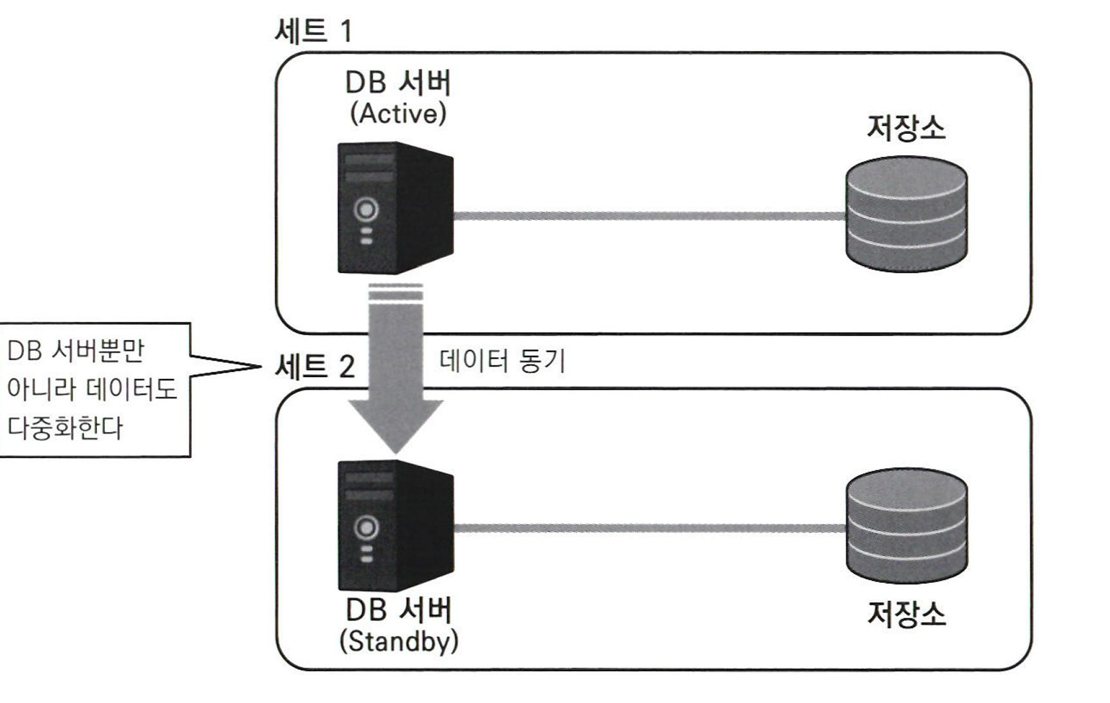 세트 1
DB 서버
(Active)
저장소
DB 서버뿐만
아니라 데이터도
다중화한다
세트 2
데이터 동기
DB 서버
(Standby)
저장소